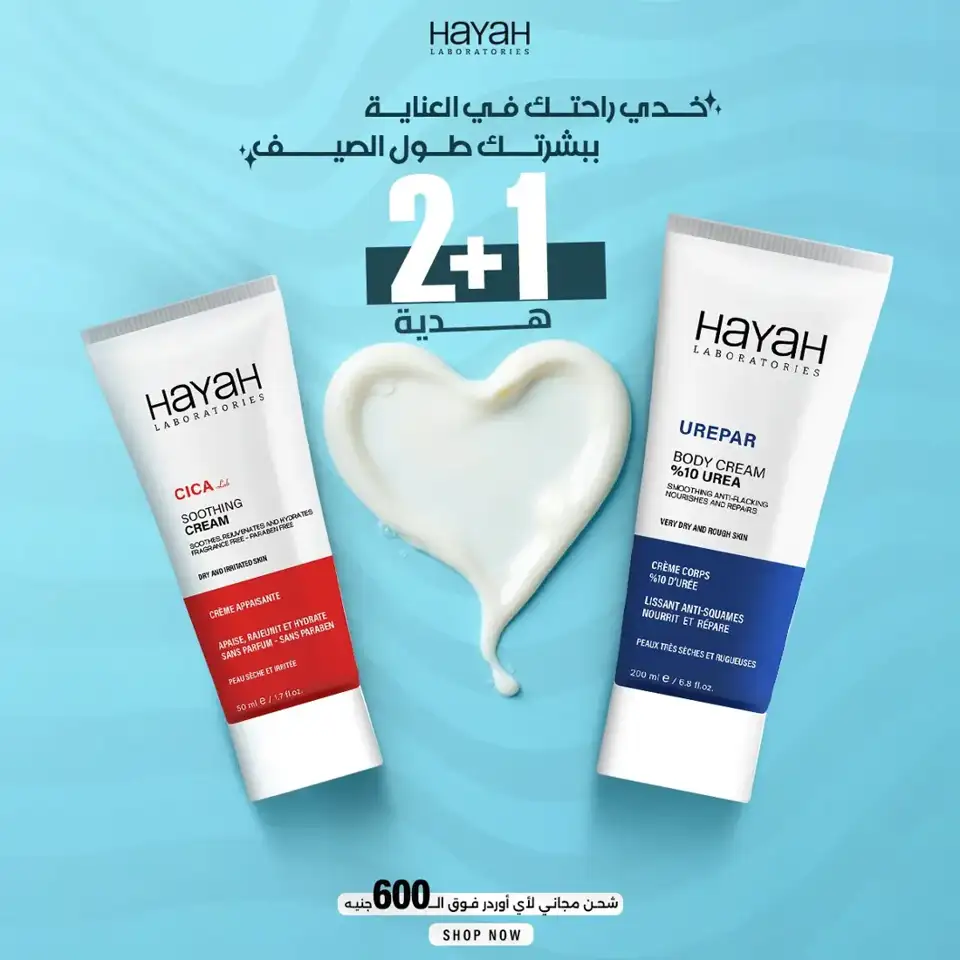 HAYAH
LABORATORIES
خدي راحتك في العناية
ببشرتك طول الصيف
2+1
هدية
HAYAH
LABORATORIES
CICA Lab
SOOTHING
CREAM
SOOTHES, REJUVENATES AND HYDRATES
FRAGRANCE FREE - PARABEN FREE
DRY AND IRRITATED SKIN
CRÈME APPAISANTE
APAISE, RAJEUNIT ET HYDRATE
SANS PARFUM - SANS PARABEN
PEAU SÈCHE ET IRRITÉE
50 ml e / 1.7 fl.oz.
HAYAH
LABORATORIES
UREPAR
BODY CREAM
%10 UREA
SMOOTHING ANTI-FLACKING
NOURISHES AND REPAIRS
VERY DRY AND ROUGH SKIN
CRÈME CORPS
%10 D'URÉE
LISSANT ANTI-SQUAMES
NOURRIT ET RÉPARE
PEAUX TRÈS SÈCHES ET RUGUEUSES
200 ml e / 6.8 fl.oz.
شحن مجاني لأي أوردر فوق الـ600جنيه
SHOP NOW